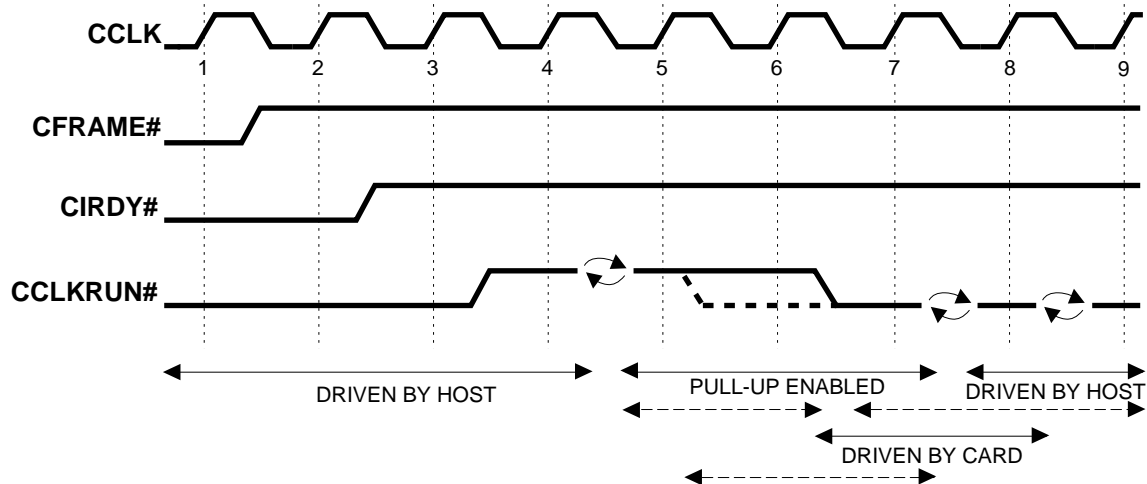 CCLK
1 2 3 4 5 6 7 8 9
CFRAME#
CIRDY#
CCLKRUN#
DRIVEN BY HOST
PULL-UP ENABLED
DRIVEN BY HOST
DRIVEN BY CARD